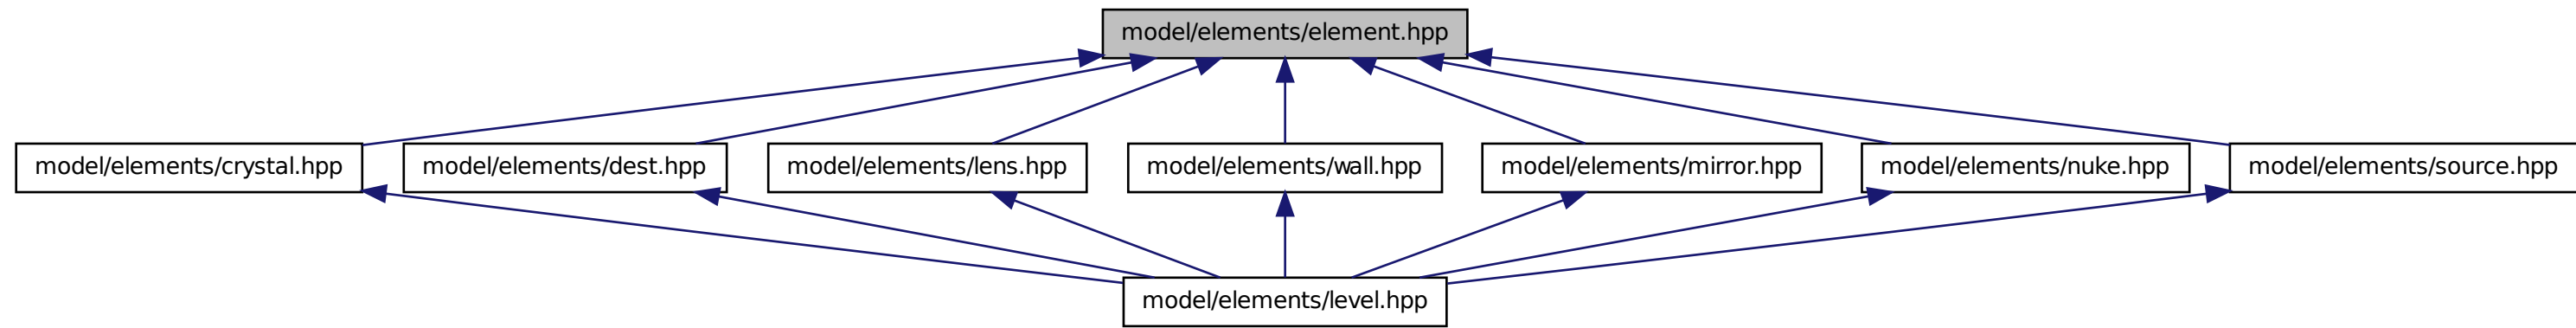 model/elements/element.hpp
model/elements/crystal.hpp
model/elements/dest.hpp
model/elements/lens.hpp
model/elements/wall.hpp
model/elements/mirror.hpp
model/elements/nuke.hpp
model/elements/source.hpp
model/elements/level.hpp